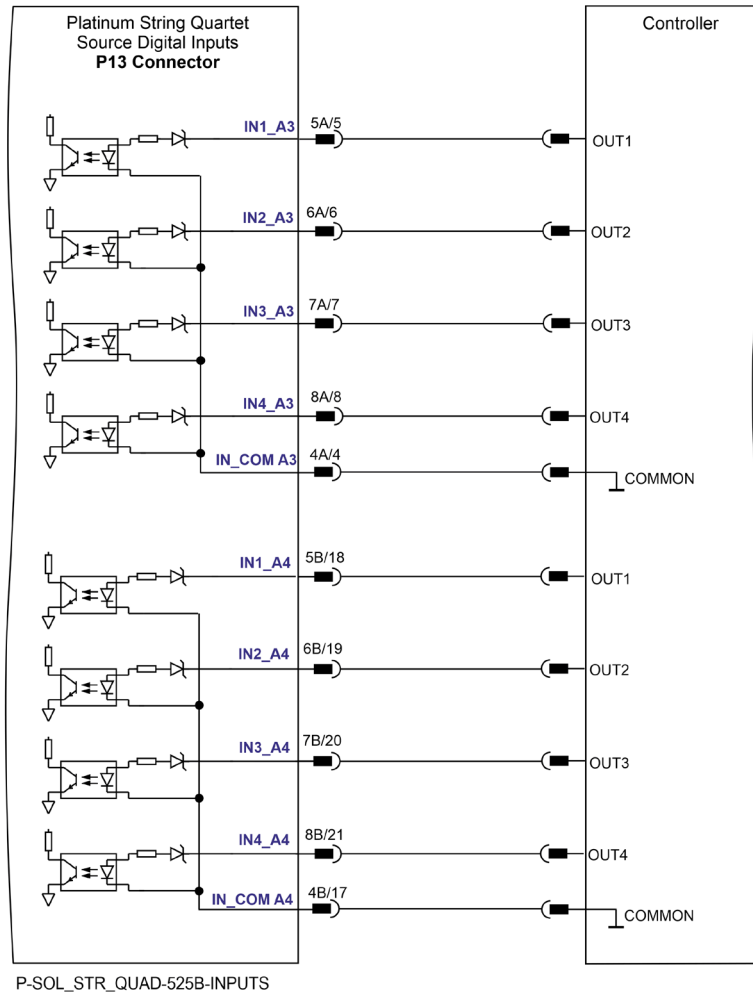 Platinum String Quartet
Source Digital Inputs
P13 Connector
Controller
IN1_A3 5A/5 OUT1
IN2_A3 6A/6 OUT2
IN3_A3 7A/7 OUT3
IN4_A3 8A/8 OUT4
IN_COM A3 4A/4 COMMON
IN1_A4 5B/18 OUT1
IN2_A4 6B/19 OUT2
IN3_A4 7B/20 OUT3
IN4_A4 8B/21 OUT4
IN_COM A4 4B/17 COMMON
P-SOL_STR_QUAD-525B-INPUTS